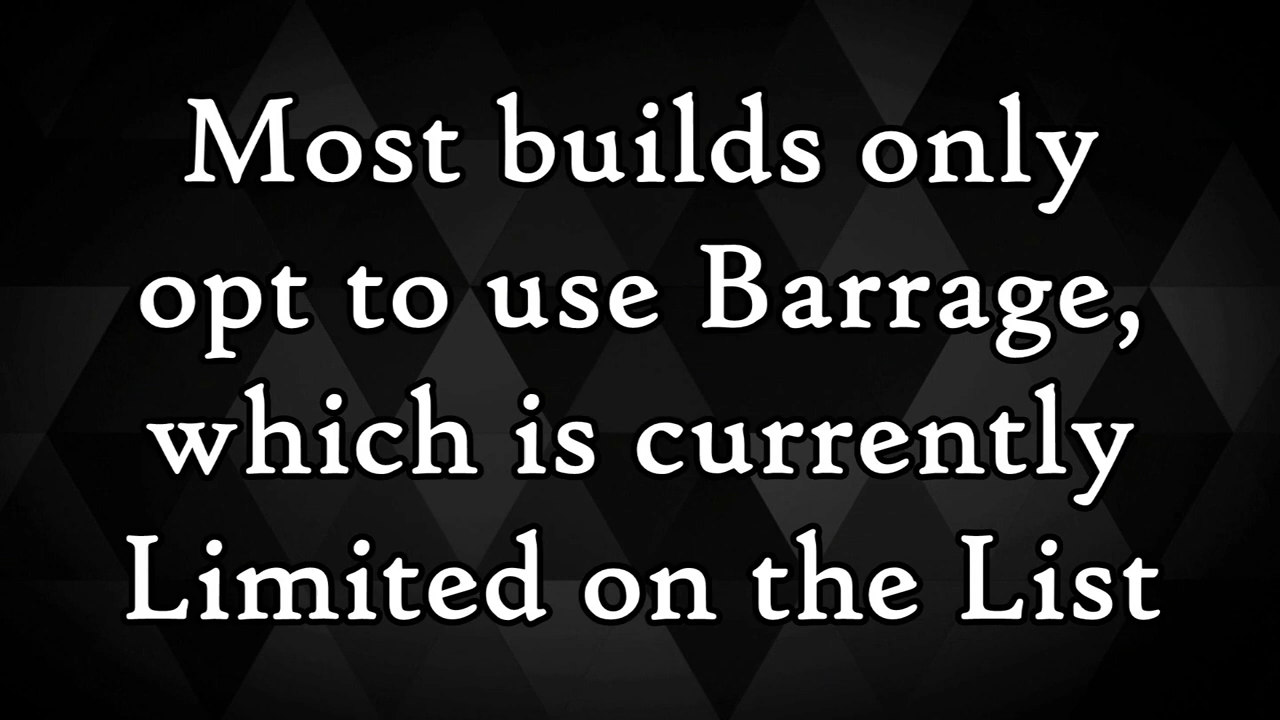 Most builds only
opt to use Barrage,
which is currently
Limited on the List